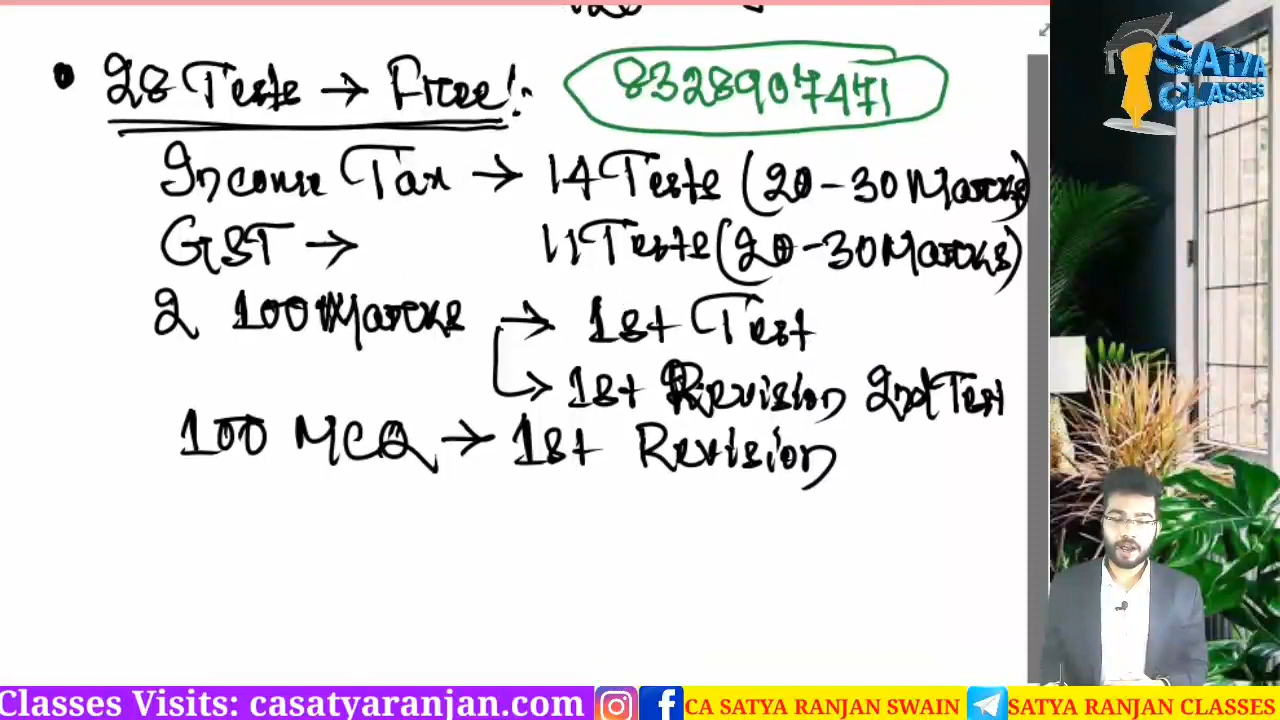 28 Tests → Free!:
8328907471
Income Tax → 14 Tests (20-30 Marks)
GST → 11 Tests (20-30 Marks)
2 100 Marks → 1st Test
→ 1st Revision 2nd Test
100 MCQ → 1st Revision
SATYA
CLASSES
Classes Visits: casatyaranjan.com
CA SATYA RANJAN SWAIN
SATYA RANJAN CLASSES